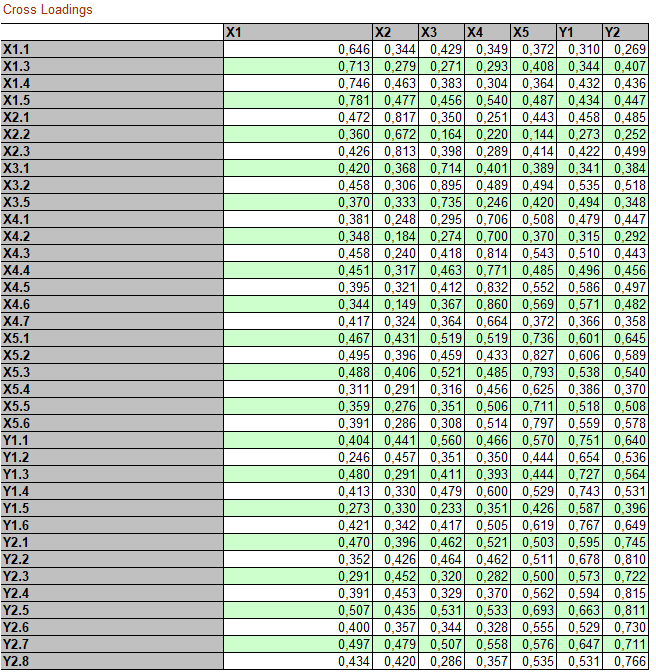 Cross Loadings
X1 X2 X3 X4 X5 Y1 Y2
X1.1 0,646 0,344 0,429 0,349 0,372 0,310 0,269
X1.3 0,713 0,279 0,271 0,293 0,408 0,344 0,407
X1.4 0,746 0,463 0,383 0,304 0,364 0,432 0,436
X1.5 0,781 0,477 0,456 0,540 0,487 0,434 0,447
X2.1 0,472 0,817 0,350 0,251 0,443 0,458 0,485
X2.2 0,360 0,672 0,164 0,220 0,144 0,273 0,252
X2.3 0,426 0,813 0,398 0,289 0,414 0,422 0,499
X3.1 0,420 0,368 0,714 0,401 0,389 0,341 0,384
X3.2 0,458 0,306 0,895 0,489 0,494 0,535 0,518
X3.5 0,370 0,333 0,735 0,246 0,420 0,494 0,348
X4.1 0,381 0,248 0,295 0,706 0,508 0,479 0,447
X4.2 0,348 0,184 0,274 0,700 0,370 0,315 0,292
X4.3 0,458 0,240 0,418 0,814 0,543 0,510 0,443
X4.4 0,451 0,317 0,463 0,771 0,485 0,496 0,456
X4.5 0,395 0,321 0,412 0,832 0,552 0,586 0,497
X4.6 0,344 0,149 0,367 0,860 0,569 0,571 0,482
X4.7 0,417 0,324 0,364 0,664 0,372 0,366 0,358
X5.1 0,467 0,431 0,519 0,519 0,736 0,601 0,645
X5.2 0,495 0,396 0,459 0,433 0,827 0,606 0,589
X5.3 0,488 0,406 0,521 0,485 0,793 0,538 0,540
X5.4 0,311 0,291 0,316 0,456 0,625 0,386 0,370
X5.5 0,359 0,276 0,351 0,506 0,711 0,518 0,508
X5.6 0,391 0,286 0,308 0,514 0,797 0,559 0,578
Y1.1 0,404 0,441 0,560 0,466 0,570 0,751 0,640
Y1.2 0,246 0,457 0,351 0,350 0,444 0,654 0,536
Y1.3 0,480 0,291 0,411 0,393 0,444 0,727 0,564
Y1.4 0,413 0,330 0,479 0,600 0,529 0,743 0,531
Y1.5 0,273 0,330 0,233 0,351 0,426 0,587 0,396
Y1.6 0,421 0,342 0,417 0,505 0,619 0,767 0,649
Y2.1 0,470 0,396 0,462 0,521 0,503 0,595 0,745
Y2.2 0,352 0,426 0,464 0,462 0,511 0,678 0,810
Y2.3 0,291 0,452 0,320 0,282 0,500 0,573 0,722
Y2.4 0,391 0,453 0,329 0,370 0,562 0,594 0,815
Y2.5 0,507 0,435 0,531 0,533 0,693 0,663 0,811
Y2.6 0,400 0,357 0,344 0,328 0,555 0,529 0,730
Y2.7 0,497 0,479 0,507 0,558 0,576 0,647 0,711
Y2.8 0,434 0,420 0,286 0,357 0,535 0,531 0,766